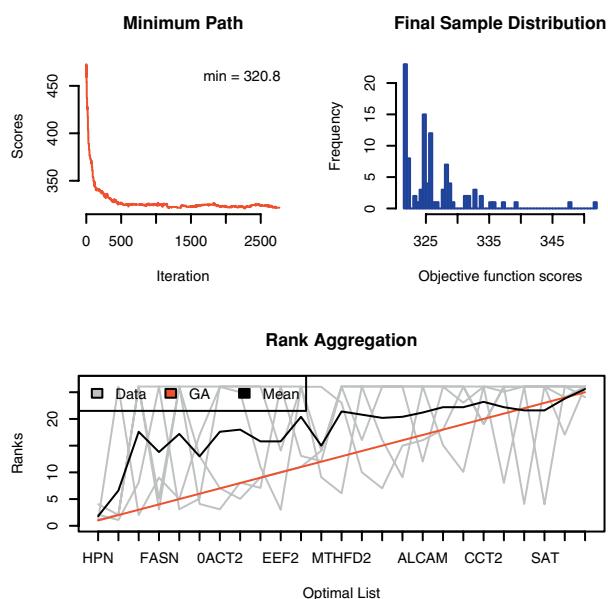 Minimum Path
min = 320.8
Scores
350 400 450
0 500 1500 2500
Iteration
Final Sample Distribution
Frequency
0 5 10 15 20
325 335 345
Objective function scores
Rank Aggregation
Data GA Mean
Ranks
0 5 10 20
HPN FASN 0ACT2 EEF2 MTHFD2 ALCAM CCT2 SAT
Optimal List